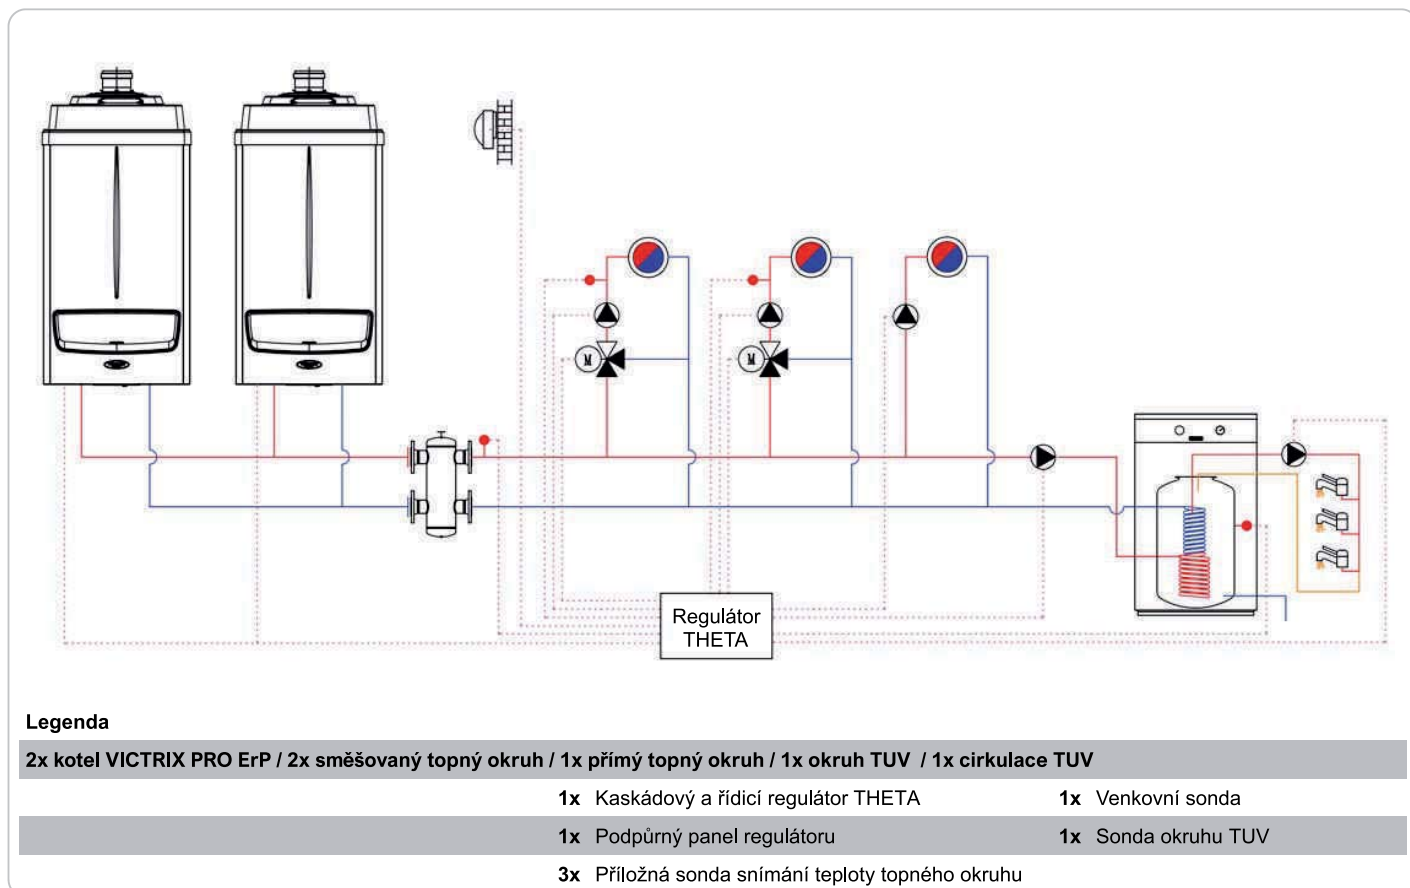 M
M
Regulátor
THETA
Legenda
2x kotel VICTRIX PRO ErP / 2x směšovaný topný okruh / 1x přímý topný okruh / 1x okruh TUV / 1x cirkulace TUV
1x Kaskádový a řídicí regulátor THETA 1x Venkovní sonda
1x Podpůrný panel regulátoru 1x Sonda okruhu TUV
3x Příložná sonda snímání teploty topného okruhu